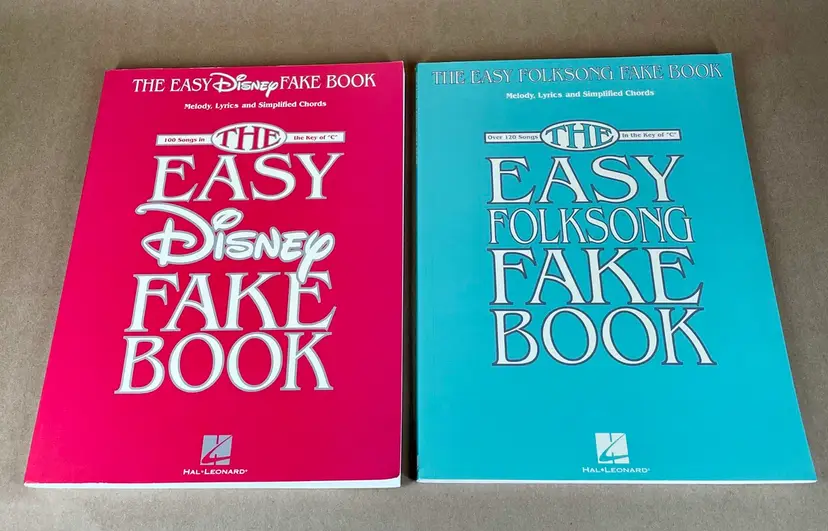 THE EASY Disney FAKE BOOK
Melody, Lyrics and Simplified Chords
100 Songs in THE the Key of "C"
EASY
Disney
FAKE
BOOK
HAL•LEONARD®
THE EASY FOLKSONG FAKE BOOK
Melody, Lyrics and Simplified Chords
Over 120 Songs THE In the Key of "C"
EASY
FOLKSONG
FAKE
BOOK
HAL•LEONARD®